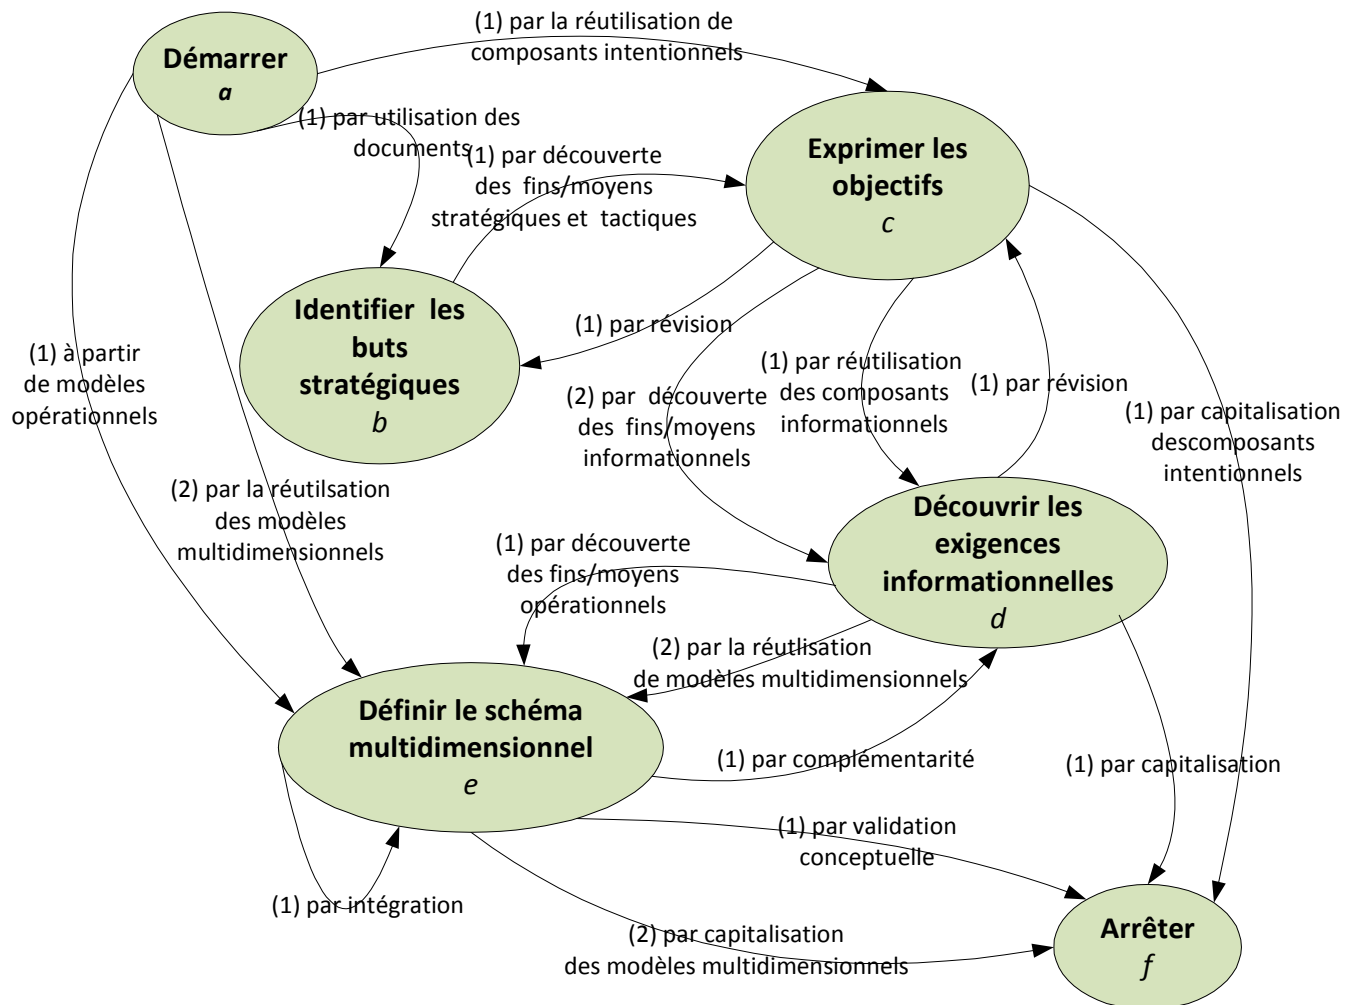 (1) par la réutilisation de
composants intentionnels
Démarrer
a
(1) par utilisation des
documents
(1) par découverte
des fins/moyens
stratégiques et tactiques
Exprimer les
objectifs
c
Identifier les
buts
stratégiques
b
(1) par révision
(1) à partir
de modèles
opérationnels
(2) par découverte
des fins/moyens
informationnels
(1) par réutilisation
des composants
informationnels
(1) par révision
(1) par capitalisation
descomposants
intentionnels
(2) par la réutilsation
des modèles
multidimensionnels
Découvrir les
exigences
informationnelles
d
(1) par découverte
des fins/moyens
opérationnels
(2) par la réutlisation
de modèles multidimensionnels
Définir le schéma
multidimensionnel
e
(1) par complémentarité
(1) par capitalisation
(1) par validation
conceptuelle
(1) par intégration
(2) par capitalisation
des modèles multidimensionnels
Arrêter
f